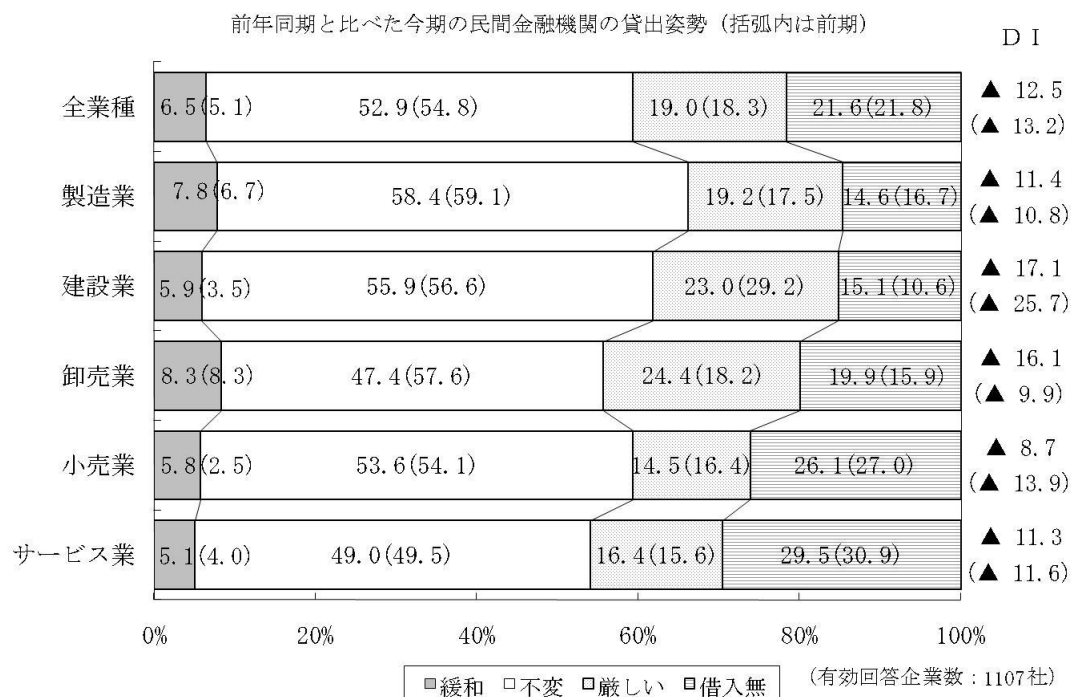 前年同期と比べた今期の民間金融機関の貸出姿勢（括弧内は前期）
ＤＩ
全業種 6.5(5.1) 52.9(54.8) 19.0(18.3) 21.6(21.8) ▲ 12.5
(▲ 13.2)
製造業 7.8(6.7) 58.4(59.1) 19.2(17.5) 14.6(16.7) ▲ 11.4
(▲ 10.8)
建設業 5.9(3.5) 55.9(56.6) 23.0(29.2) 15.1(10.6) ▲ 17.1
(▲ 25.7)
卸売業 8.3(8.3) 47.4(57.6) 24.4(18.2) 19.9(15.9) ▲ 16.1
(▲ 9.9)
小売業 5.8(2.5) 53.6(54.1) 14.5(16.4) 26.1(27.0) ▲ 8.7
(▲ 13.9)
サービス業 5.1(4.0) 49.0(49.5) 16.4(15.6) 29.5(30.9) ▲ 11.3
(▲ 11.6)
0% 20% 40% 60% 80% 100%
緩和 不変 厳しい 借入無 （有効回答企業数：1107社）